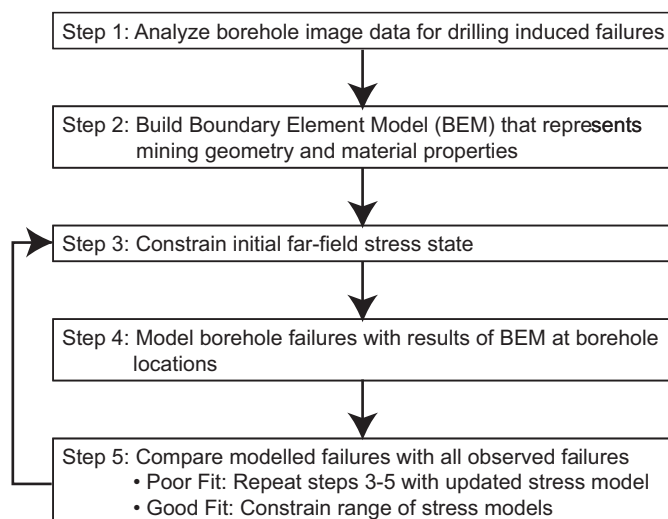 Step 1: Analyze borehole image data for drilling induced failures
Step 2: Build Boundary Element Model (BEM) that represents
mining geometry and material properties
Step 3: Constrain initial far-field stress state
Step 4: Model borehole failures with results of BEM at borehole
locations
Step 5: Compare modelled failures with all observed failures
• Poor Fit: Repeat steps 3-5 with updated stress model
• Good Fit: Constrain range of stress models